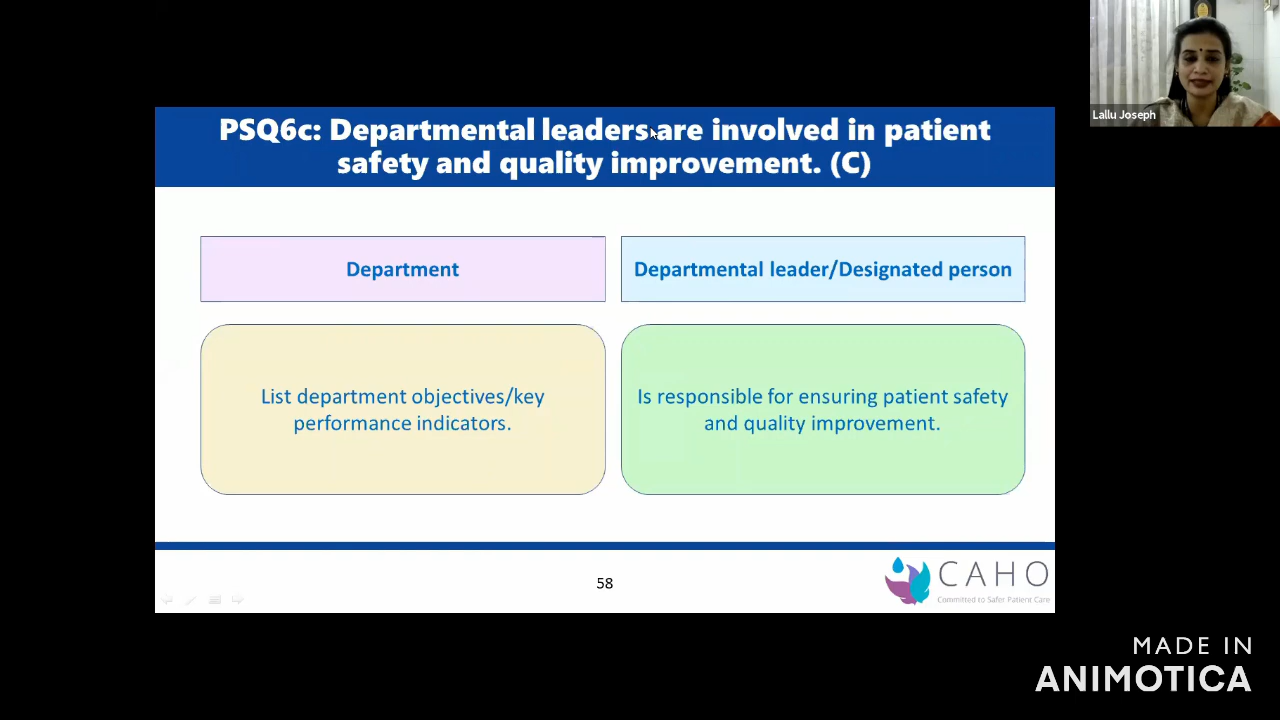 Lallu Joseph
PSQ6c: Departmental leaders are involved in patient
safety and quality improvement. (C)
Department
Departmental leader/Designated person
List department objectives/key
performance indicators.
Is responsible for ensuring patient safety
and quality improvement.
58
CAHO
Committed to Safer Patient Care
MADE IN
ANIMOTICA